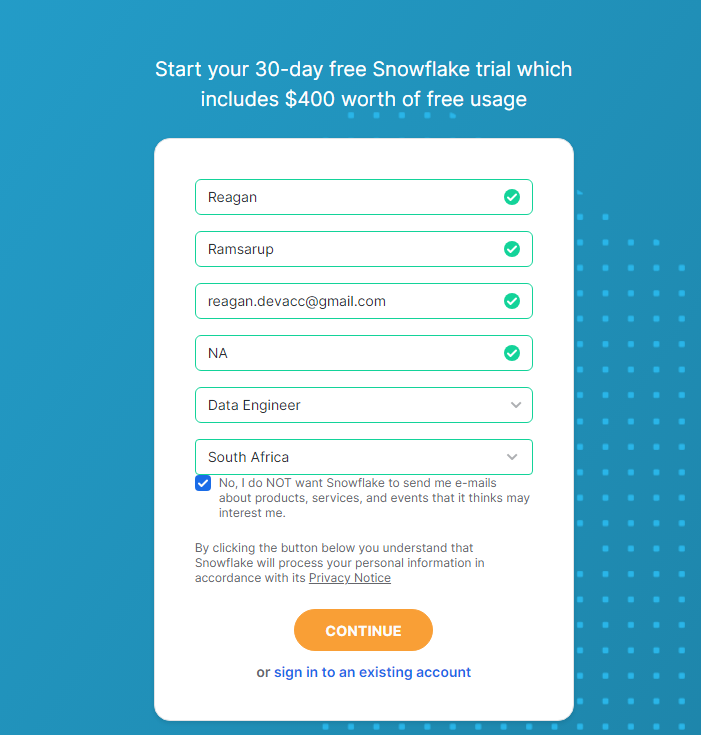 Start your 30-day free Snowflake trial which
includes $400 worth of free usage
Reagan
Ramsarup
reagan.devacc@gmail.com
NA
Data Engineer
South Africa
No, I do NOT want Snowflake to send me e-mails
about products, services, and events that it thinks may
interest me.
By clicking the button below you understand that
Snowflake will process your personal information in
accordance with its Privacy Notice
CONTINUE
or sign in to an existing account